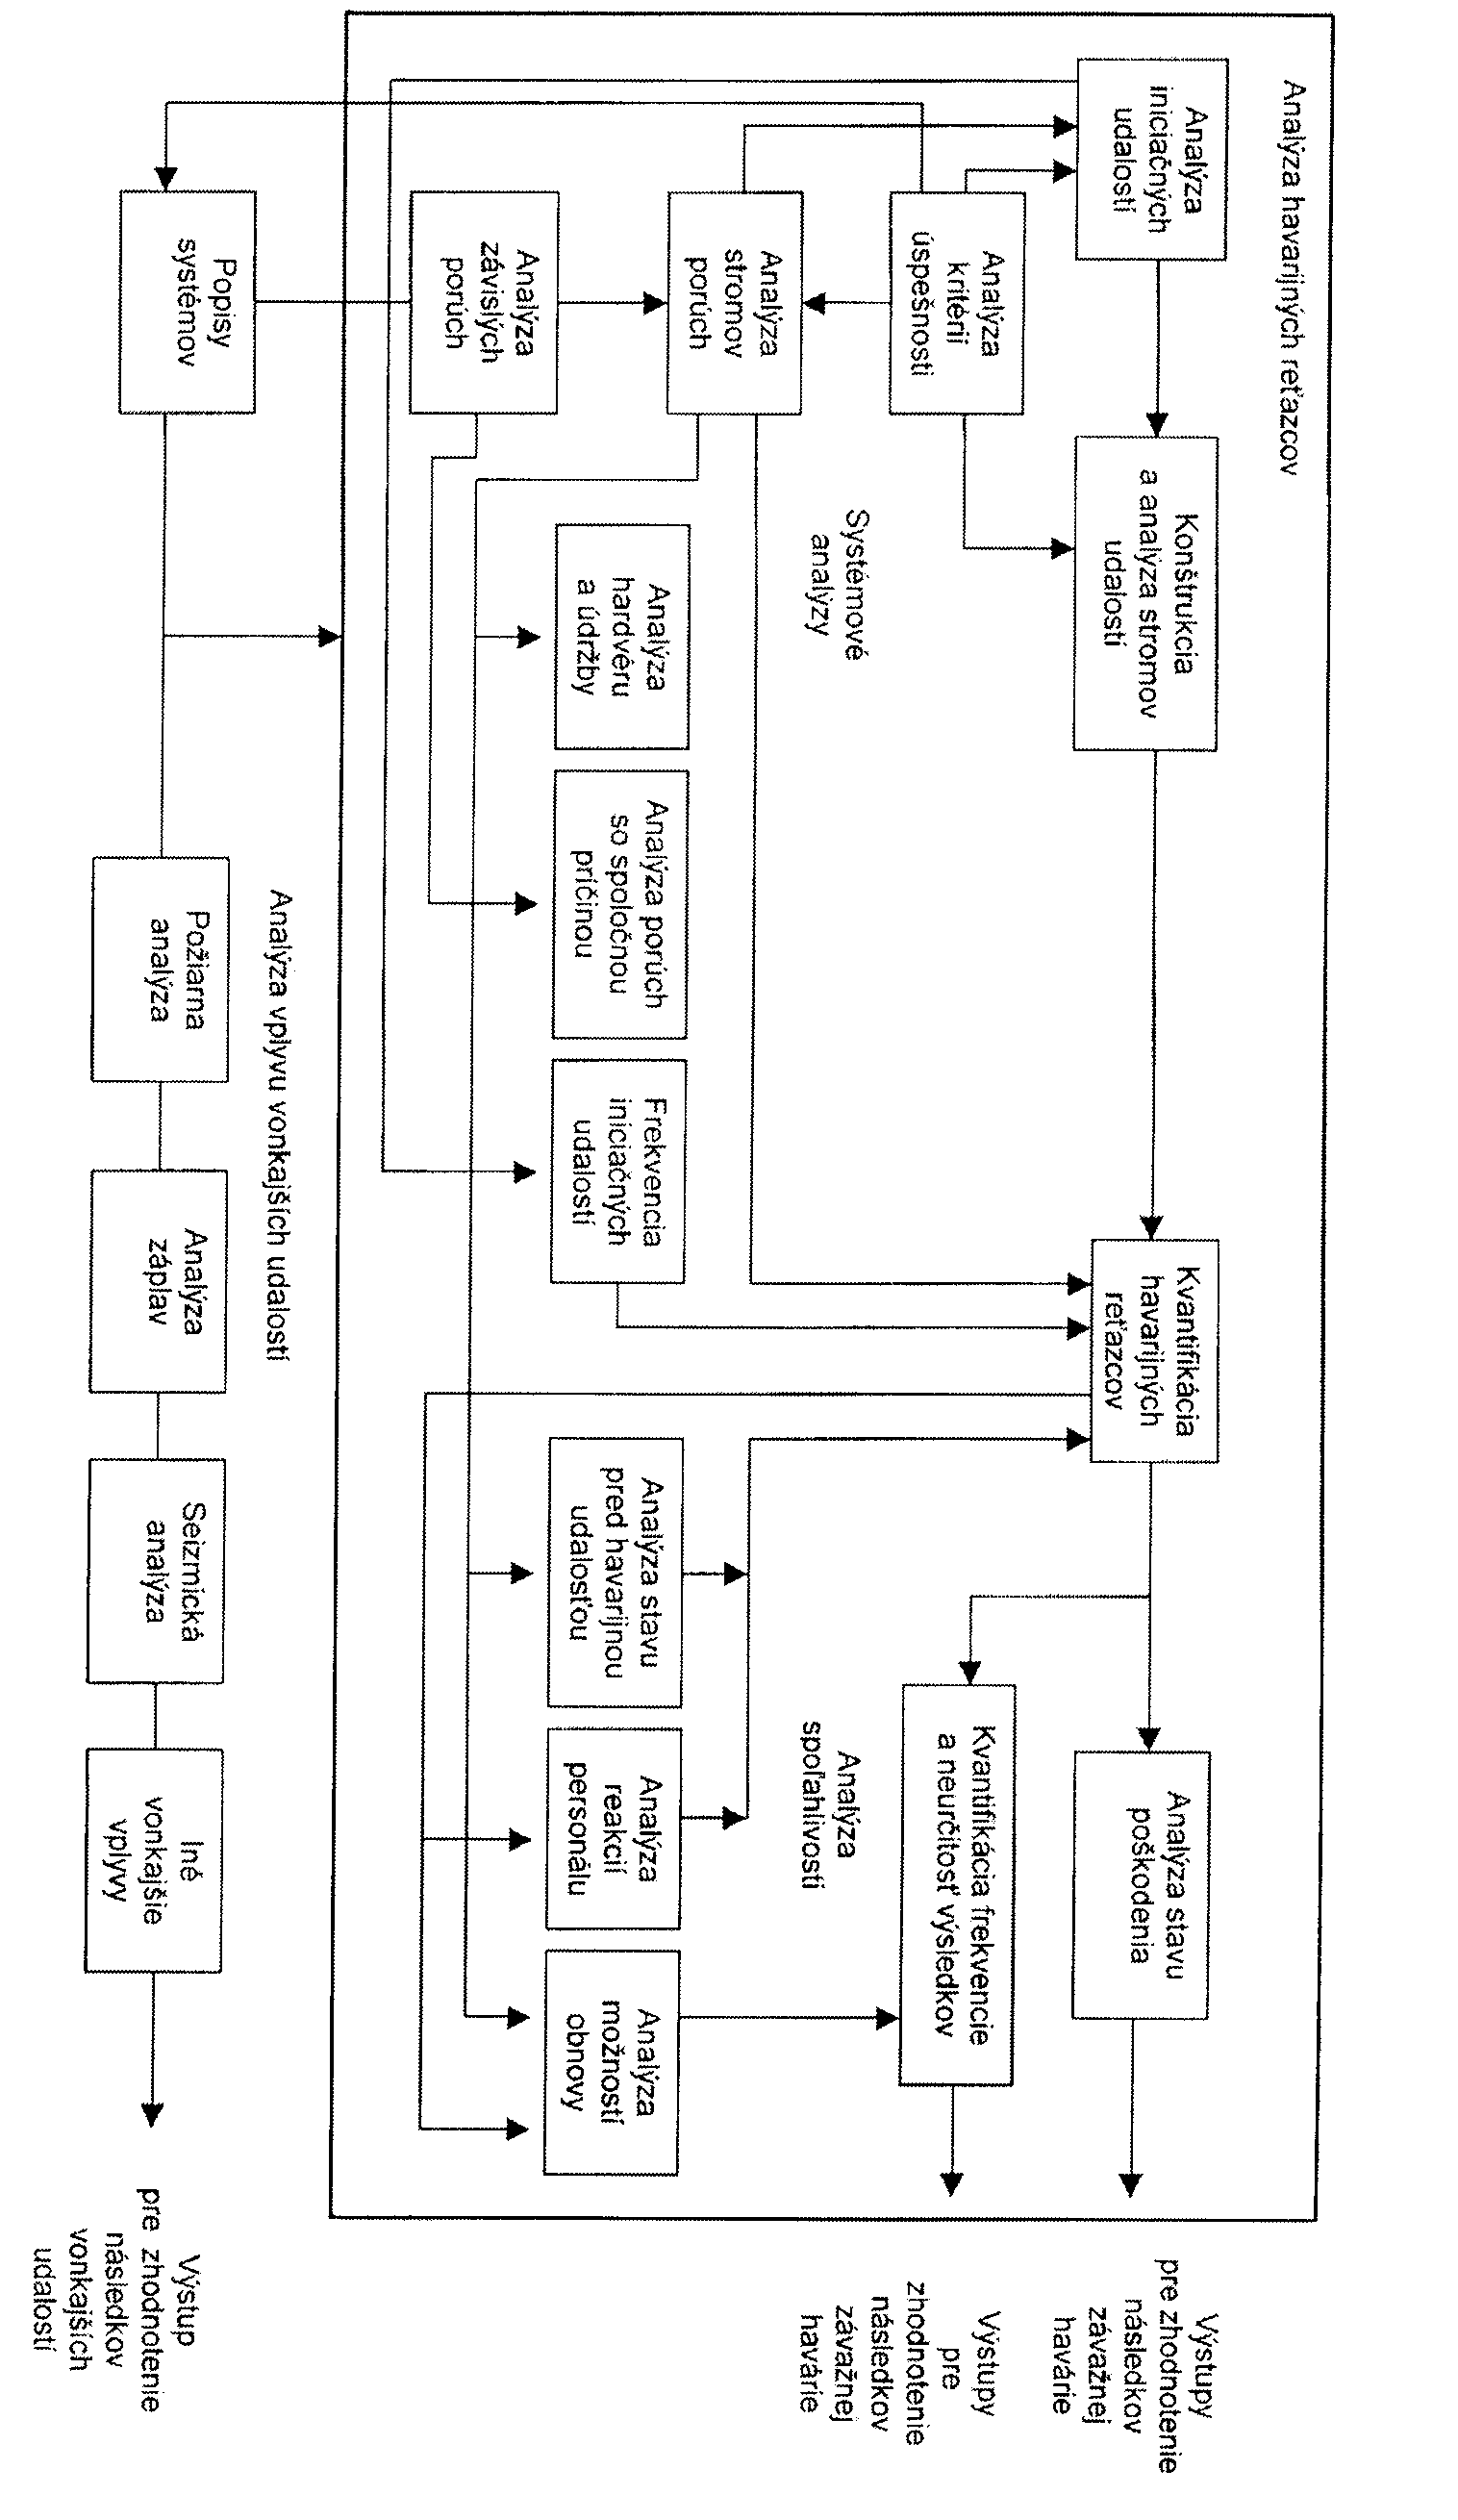 Analýza havarijných reťazcov
Analýza
iniciačných
udalostí
Konštrukcia
a analýza stromov
udalostí
Kvantifikácia
havarijných
reťazcov
Analýza stavu
poškodenia
Výstupy
pre zhodnotenie
následkov
závažnej
havárie
Analýza
kritérií
úspešnosti
Kvantifikácia frekvencie
a neurčitosť výsledkov
Výstupy
pre
zhodnotenie
následkov
závažnej
havárie
Systémové
analýzy
Analýza
spoľahlivosti
Analýza
stromov
porúch
Analýza
hardvéru
a údržby
Analýza porúch
so spoločnou
príčinou
Frekvencia
iniciačných
udalostí
Analýza stavu
pred havarijnou
udalosťou
Analýza
reakcií
personálu
Analýza
možností
obnovy
Analýza
závislých
porúch
Analýza vplyvu vonkajších udalostí
Popisy
systémov
Požiarna
analýza
Analýza
záplav
Seizmická
analýza
Iné
vonkajšie
vplyvy
Výstup
pre zhodnotenie
následkov
vonkajších
udalostí